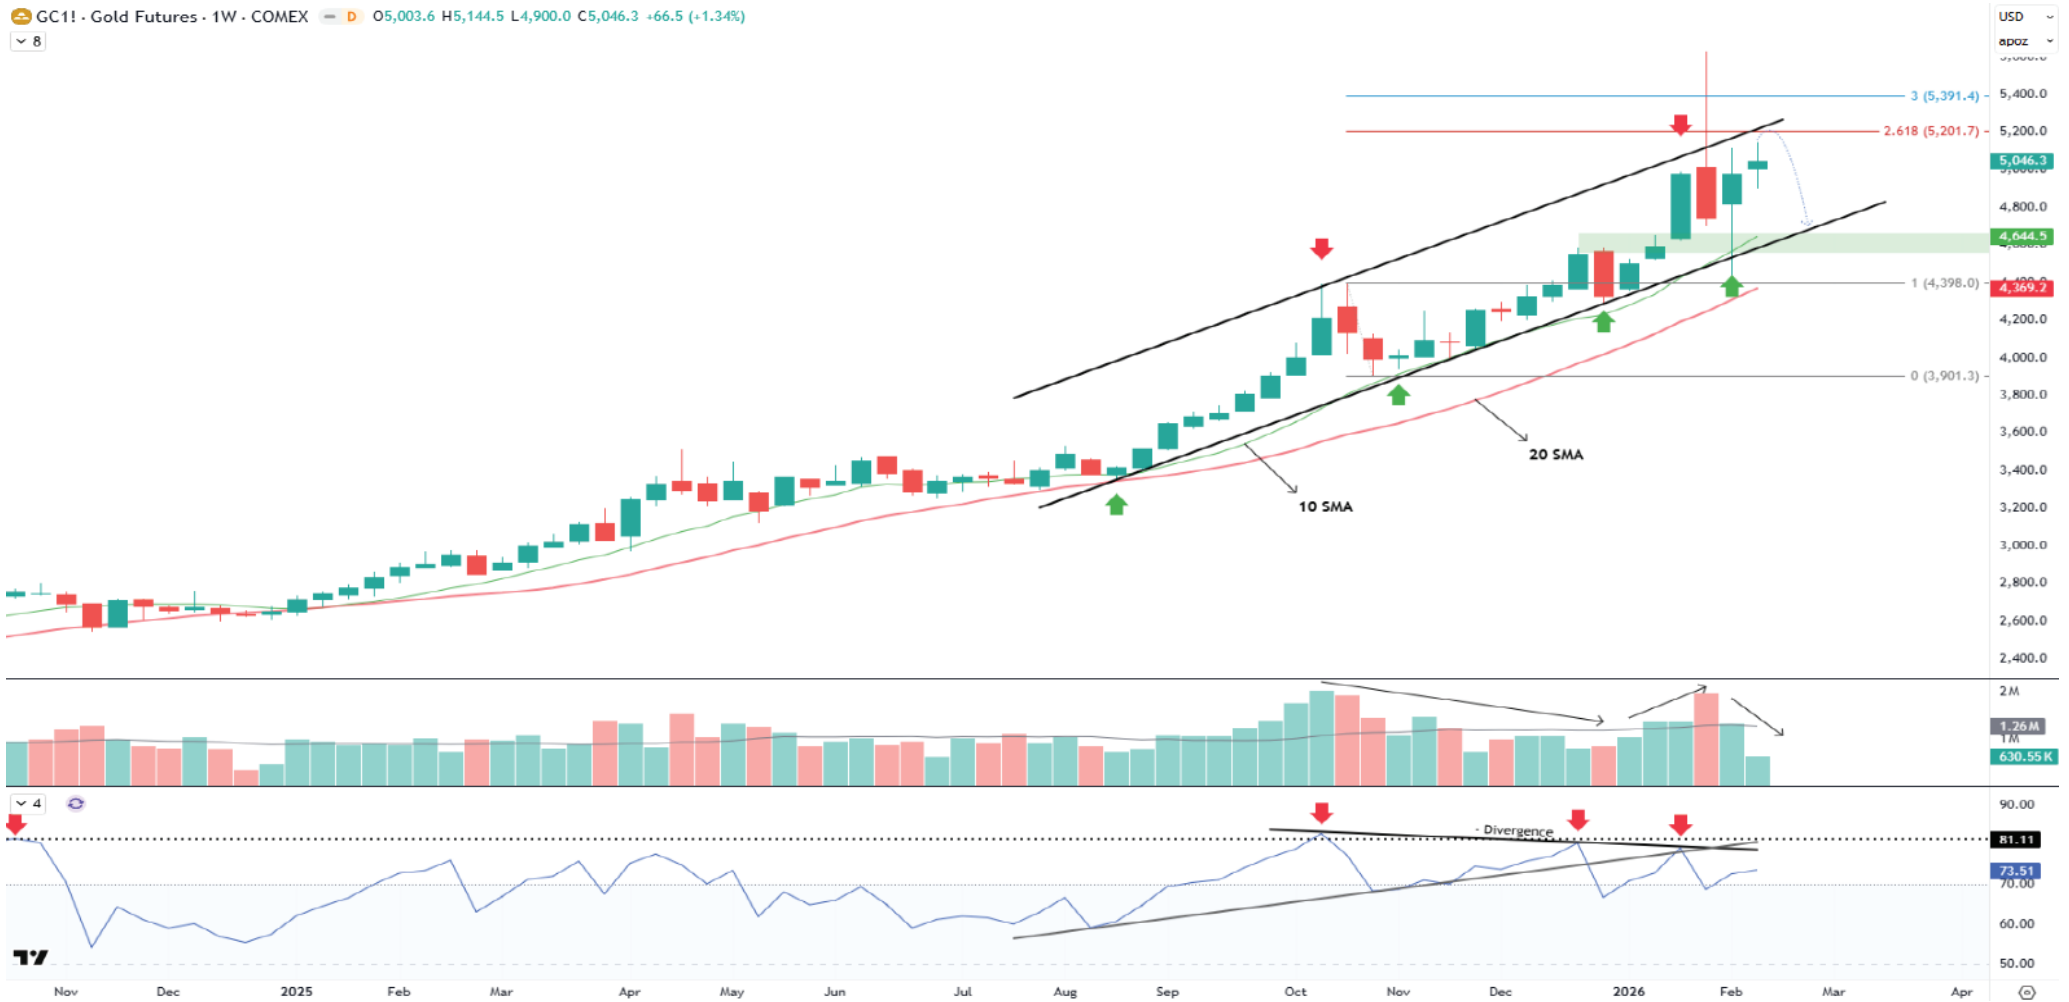 GC1! · Gold Futures · 1W · COMEX D O5,003.6 H5,144.5 L4,900.0 C5,046.3 +66.5 (+1.34%)
8
USD
apoz
3 (5,391.4)
5,400.0
2.618 (5,201.7)
5,200.0
5,046.3
4,800.0
4,644.5
1 (4,398.0)
4,369.2
4,200.0
4,000.0
0 (3,901.3)
3,800.0
3,600.0
20 SMA
3,400.0
10 SMA
3,200.0
3,000.0
2,800.0
2,600.0
2,400.0
2M
1.26M
1M
630.55K
4
90.00
- Divergence
81.11
73.51
70.00
60.00
50.00
Nov Dec 2025 Feb Mar Apr May Jun Jul Aug Sep Oct Nov Dec 2026 Feb Mar Apr